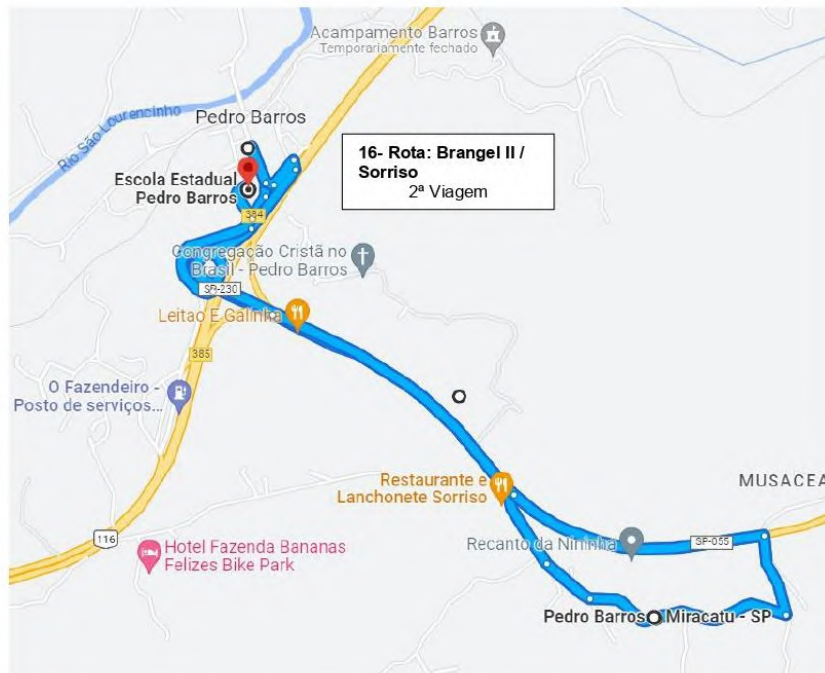 Acampamento Barros
Temporariamente fechado
Rio São Lourencinho
Pedro Barros
16- Rota: Brangel II /
Sorriso
2ª Viagem
Escola Estadual
Pedro Barros
384
Congregação Cristã no
Brasil - Pedro Barros
SP-230
Leitao E Galinha
385
O Fazendeiro -
Posto de serviços...
Restaurante e
Lanchonete Sorriso
MUSACEA
116
Hotel Fazenda Bananas
Felizes Bike Park
Recanto da Nininha
SP-055
Pedro Barros Miracatu - SP